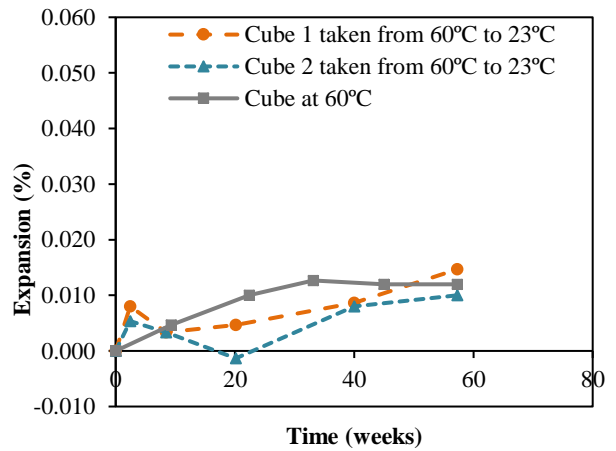 0.060
0.050
0.040
0.030
0.020
0.010
0.000
-0.010
Expansion (%)
Cube 1 taken from 60ºC to 23ºC
Cube 2 taken from 60ºC to 23ºC
Cube at 60ºC
0
20
40
60
80
Time (weeks)